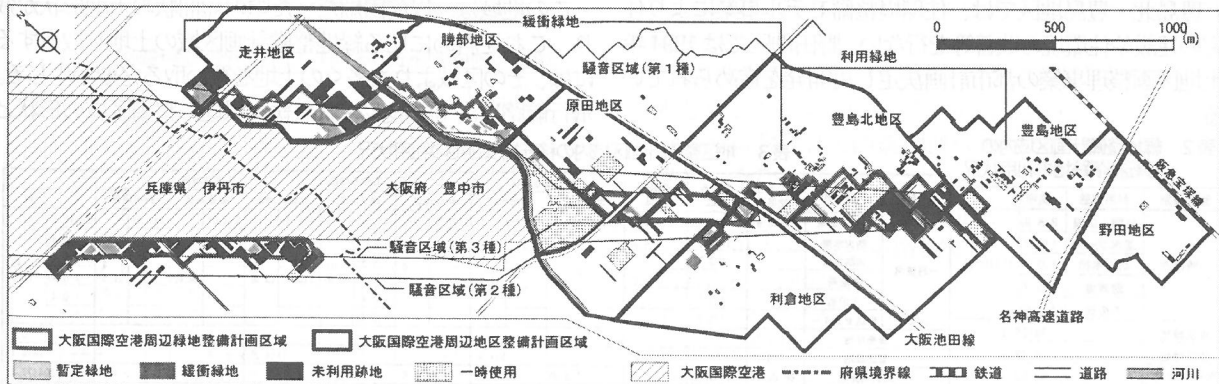 緩衝緑地
0 500 1000
(m)
N
走井地区
勝部地区
騒音区域(第1種)
利用緑地
原田地区
豊島北地区
豊島地区
阪急宝塚線
兵庫県 伊丹市
大阪府 豊中市
騒音区域(第3種)
騒音区域(第2種)
野田地区
利倉地区
名神高速道路
大阪池田線
大阪国際空港周辺緑地整備計画区域
大阪国際空港周辺地区整備計画区域
暫定緑地
緩衝緑地
未利用跡地
一時使用
大阪国際空港
府県境界線
鉄道
道路
河川